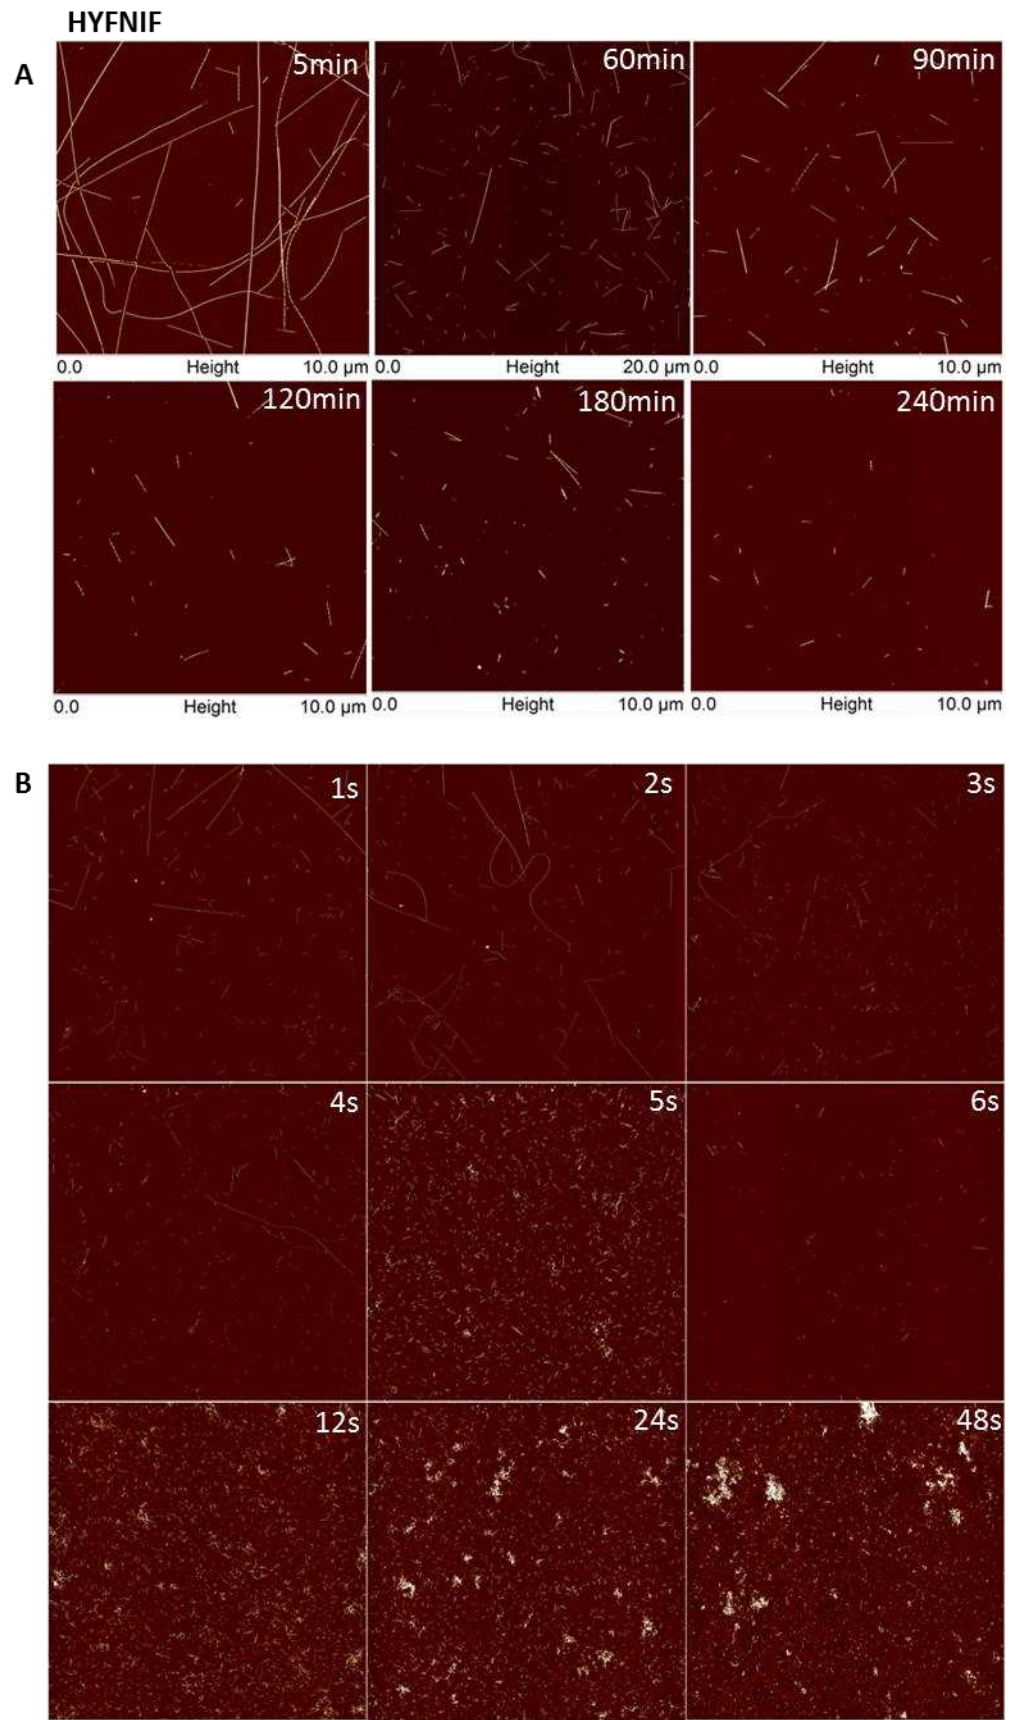 HYFNIF
A
5min 60min 90min
0.0 Height 10.0 µm 0.0 Height 20.0 µm 0.0 Height 10.0 µm
120min 180min 240min
0.0 Height 10.0 µm 0.0 Height 10.0 µm 0.0 Height 10.0 µm
B
1s 2s 3s
4s 5s 6s
12s 24s 48s